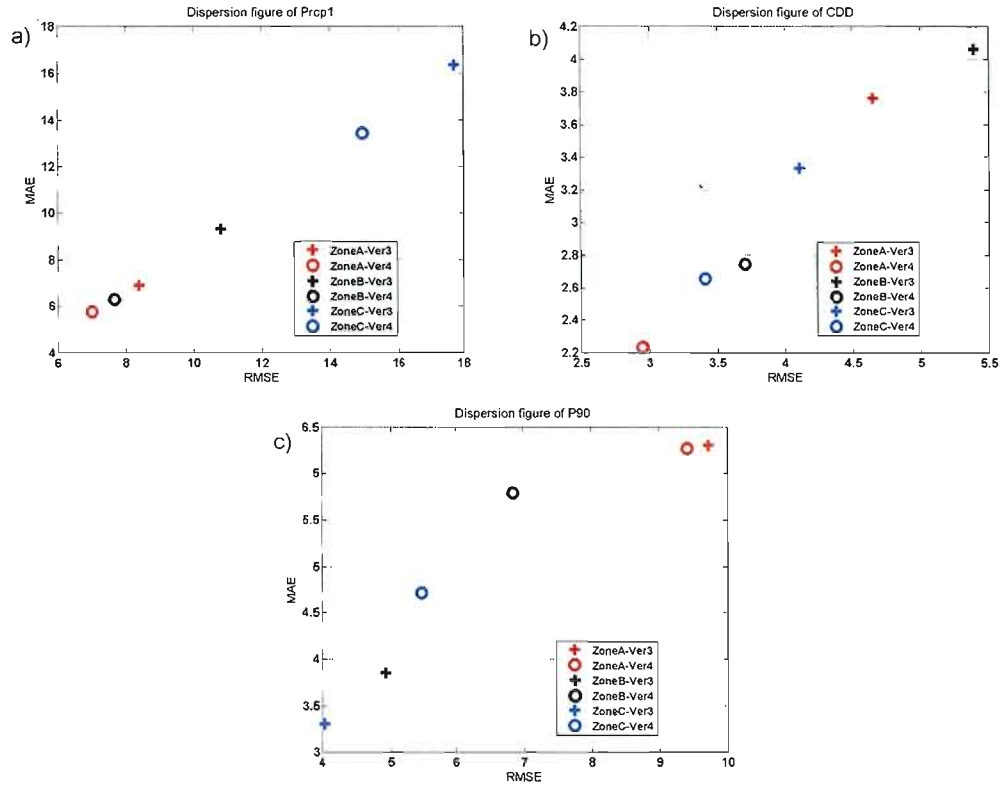 a)
Dispersion figure of Prcp1
18
16
14
12
10
8
6
4
MAE
6 8 10 12 14 16 18
RMSE
ZoneA-Ver3
ZoneA-Ver4
ZoneB-Ver3
ZoneB-Ver4
ZoneC-Ver3
ZoneC-Ver4
b)
Dispersion figure of CDD
4.2
4
3.8
3.6
3.4
3.2
3
2.8
2.6
2.4
2.2
MAE
2.5 3 3.5 4 4.5 5 5.5
RMSE
ZoneA-Ver3
ZoneA-Ver4
ZoneB-Ver3
ZoneB-Ver4
ZoneC-Ver3
ZoneC-Ver4
c)
Dispersion figure of P90
6.5
5
5.5
5
4.5
4
3.5
3
MAE
4 5 6 7 8 9 10
RMSE
ZoneA-Ver3
ZoneA-Ver4
ZoneB-Ver3
ZoneB-Ver4
ZoneC-Ver3
ZoneC-Ver4